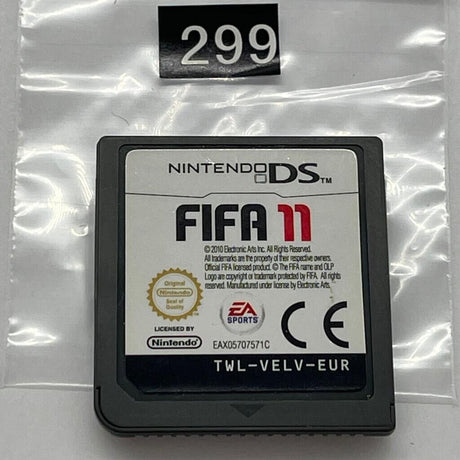 299
NINTENDO DS™
FIFA 11
© 2010 Electronic Arts Inc. All Rights Reserved.
All trademarks are the property of their respective owners.
Official FIFA licensed product. © The FIFA name and OLP
Logo are copyright or trademark protected by FIFA. All rights
reserved. Manufactured under license by Electronic Arts.
Original
Nintendo
Seal of
Quality
LICENSED BY
Nintendo
EA
SPORTS
EAX05707571C
CE
TWL-VELV-EUR